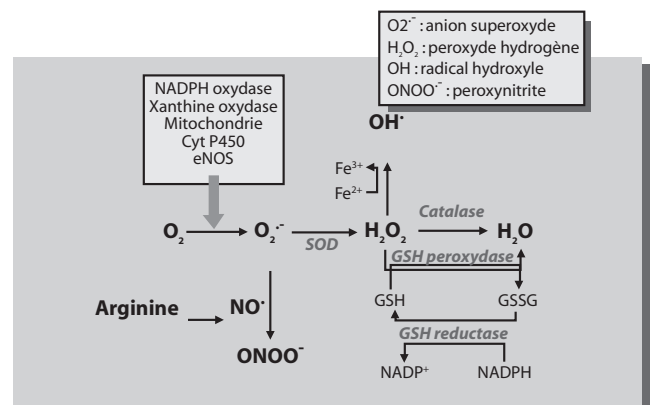 O2·⁻ : anion superoxyde
H₂O₂ : peroxyde hydrogène
OH : radical hydroxyle
ONOO·⁻ : peroxynitrite
NADPH oxydase
Xanthine oxydase
Mitochondrie
Cyt P450
eNOS
OH·
Fe³⁺
Fe²⁺
Catalase
O₂ O₂·⁻ SOD H₂O₂ H₂O
GSH peroxydase
GSH GSSG
Arginine NO·
GSH reductase
ONOO⁻
NADP⁺ NADPH